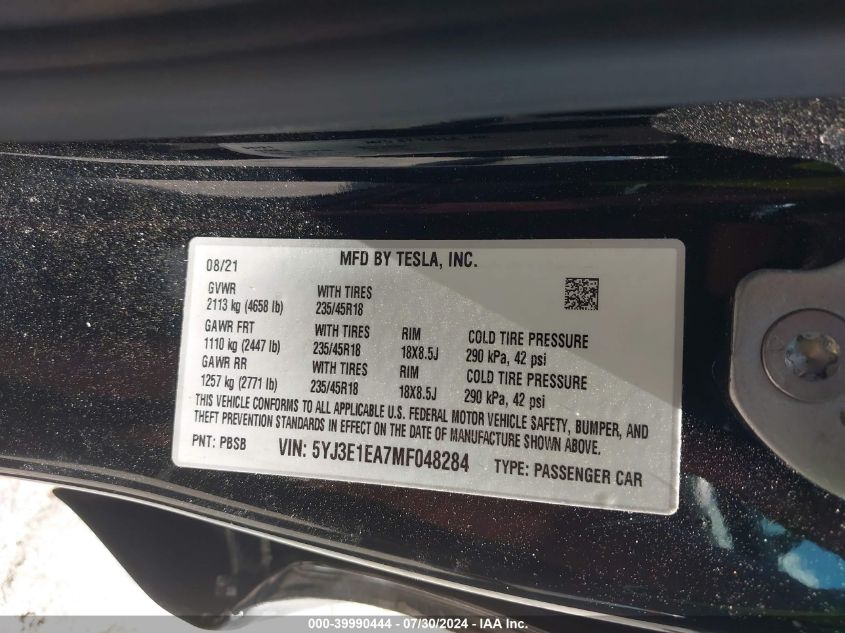 08/21 MFD BY TESLA, INC.
GVWR WITH TIRES
2113 kg (4658 lb) 235/45R18
GAWR FRT WITH TIRES RIM COLD TIRE PRESSURE
1110 kg (2447 lb) 235/45R18 18X8.5J 290 kPa, 42 psi
GAWR RR WITH TIRES RIM COLD TIRE PRESSURE
1257 kg (2771 lb) 235/45R18 18X8.5J 290 kPa, 42 psi
THIS VEHICLE CONFORMS TO ALL APPLICABLE U.S. FEDERAL MOTOR VEHICLE SAFETY, BUMPER, AND
THEFT PREVENTION STANDARDS IN EFFECT ON THE DATE OF MANUFACTURE SHOWN ABOVE.
PNT: PBSB VIN: 5YJ3E1EA7MF048284 TYPE: PASSENGER CAR
000-39990444 - 07/30/2024 - IAA Inc.